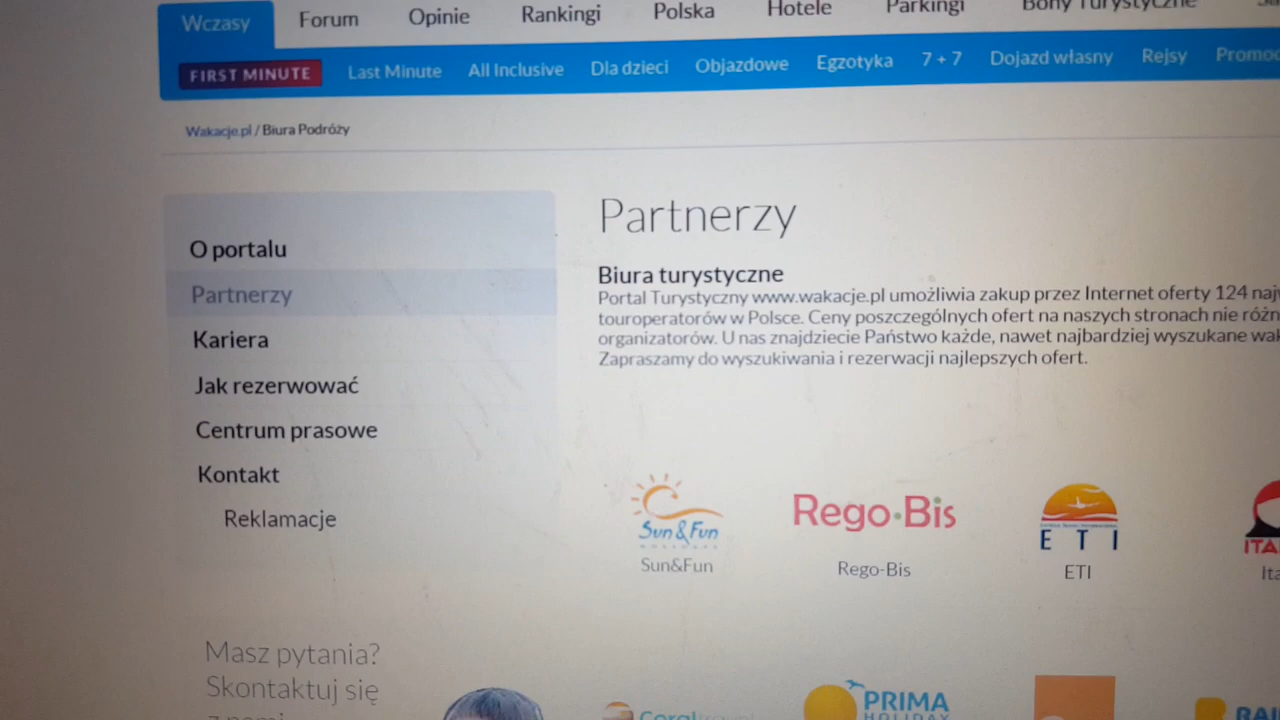 Wczasy Forum Opinie Rankingi Polska Hotele Parkingi Bony Turystyczne
FIRST MINUTE Last Minute All Inclusive Dla dzieci Objazdowe Egzotyka 7 + 7 Dojazd własny Rejsy
Wakacje.pl / Biura Podróży
O portalu
Partnerzy
Kariera
Jak rezerwować
Centrum prasowe
Kontakt
Reklamacje
Masz pytania?
Skontaktuj się
z nami
Partnerzy
Biura turystyczne
Portal Turystyczny www.wakacje.pl umożliwia zakup przez Internet oferty 124
touroperatorów w Polsce. Ceny poszczególnych ofert na naszych stronach nie
organizatorów. U nas znajdziecie Państwo każde, nawet najbardziej wyszukane
Zapraszamy do wyszukiwania i rezerwacji najlepszych ofert.
Sun & Fun Rego·Bis ETI
Sun&Fun Rego-Bis ETI
PRIMA
HOLIDAY